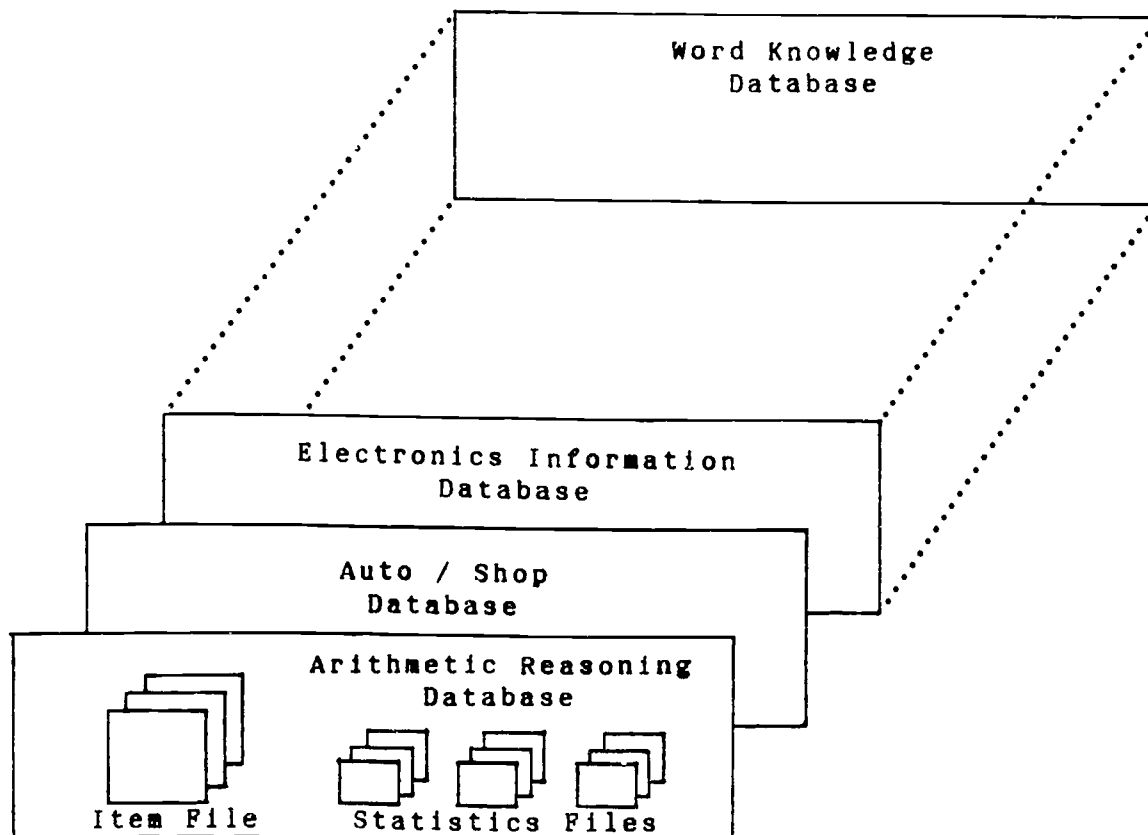 Word Knowledge
Database
Electronics Information
Database
Auto / Shop
Database
Arithmetic Reasoning
Database
Item File
Statistics Files